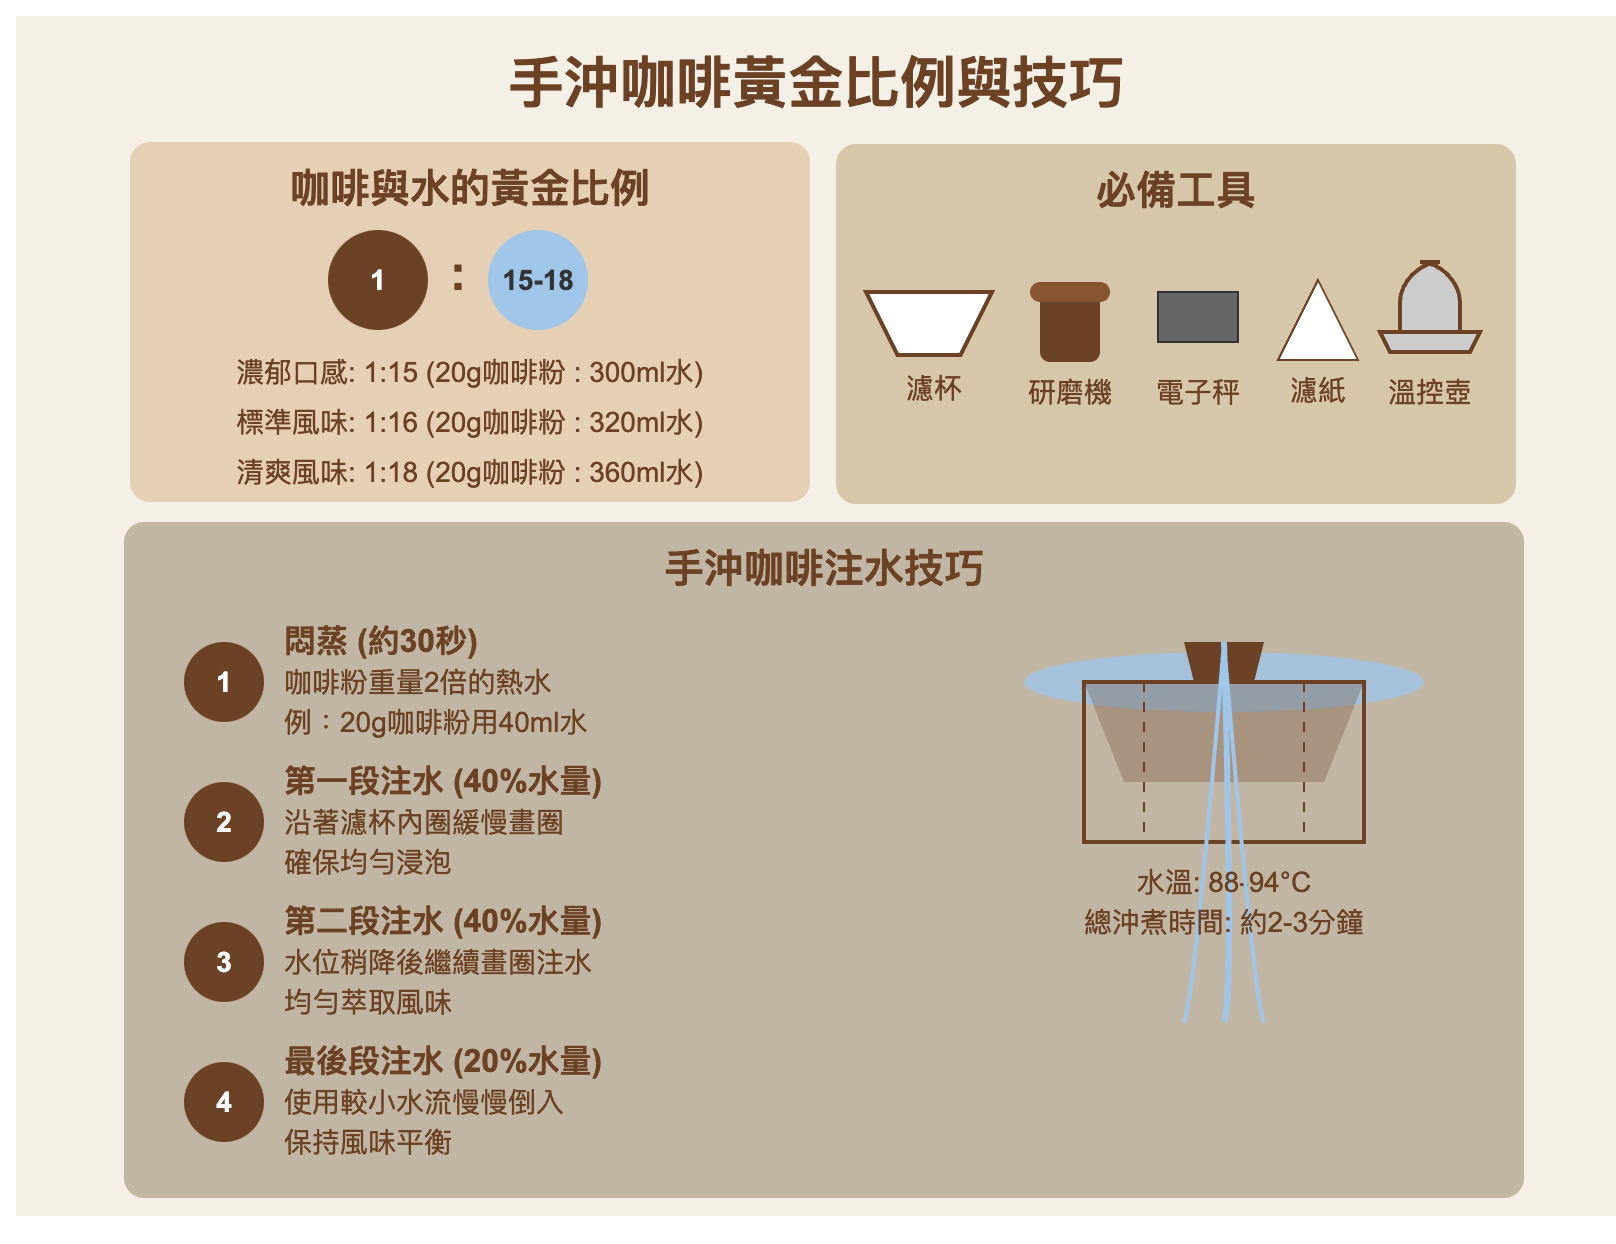 手沖咖啡黃金比例與技巧
咖啡與水的黃金比例
1 : 15-18
濃郁口感: 1:15 (20g咖啡粉 : 300ml水)
標準風味: 1:16 (20g咖啡粉 : 320ml水)
清爽風味: 1:18 (20g咖啡粉 : 360ml水)
必備工具
濾杯 研磨機 電子秤 濾紙 溫控壺
手沖咖啡注水技巧
1
悶蒸 (約30秒)
咖啡粉重量2倍的熱水
例：20g咖啡粉用40ml水
2
第一段注水 (40%水量)
沿著濾杯內圈緩慢畫圈
確保均勻浸泡
3
第二段注水 (40%水量)
水位稍降後繼續畫圈注水
均勻萃取風味
4
最後段注水 (20%水量)
使用較小水流慢慢倒入
保持風味平衡
水溫: 88-94°C
總沖煮時間: 約2-3分鐘